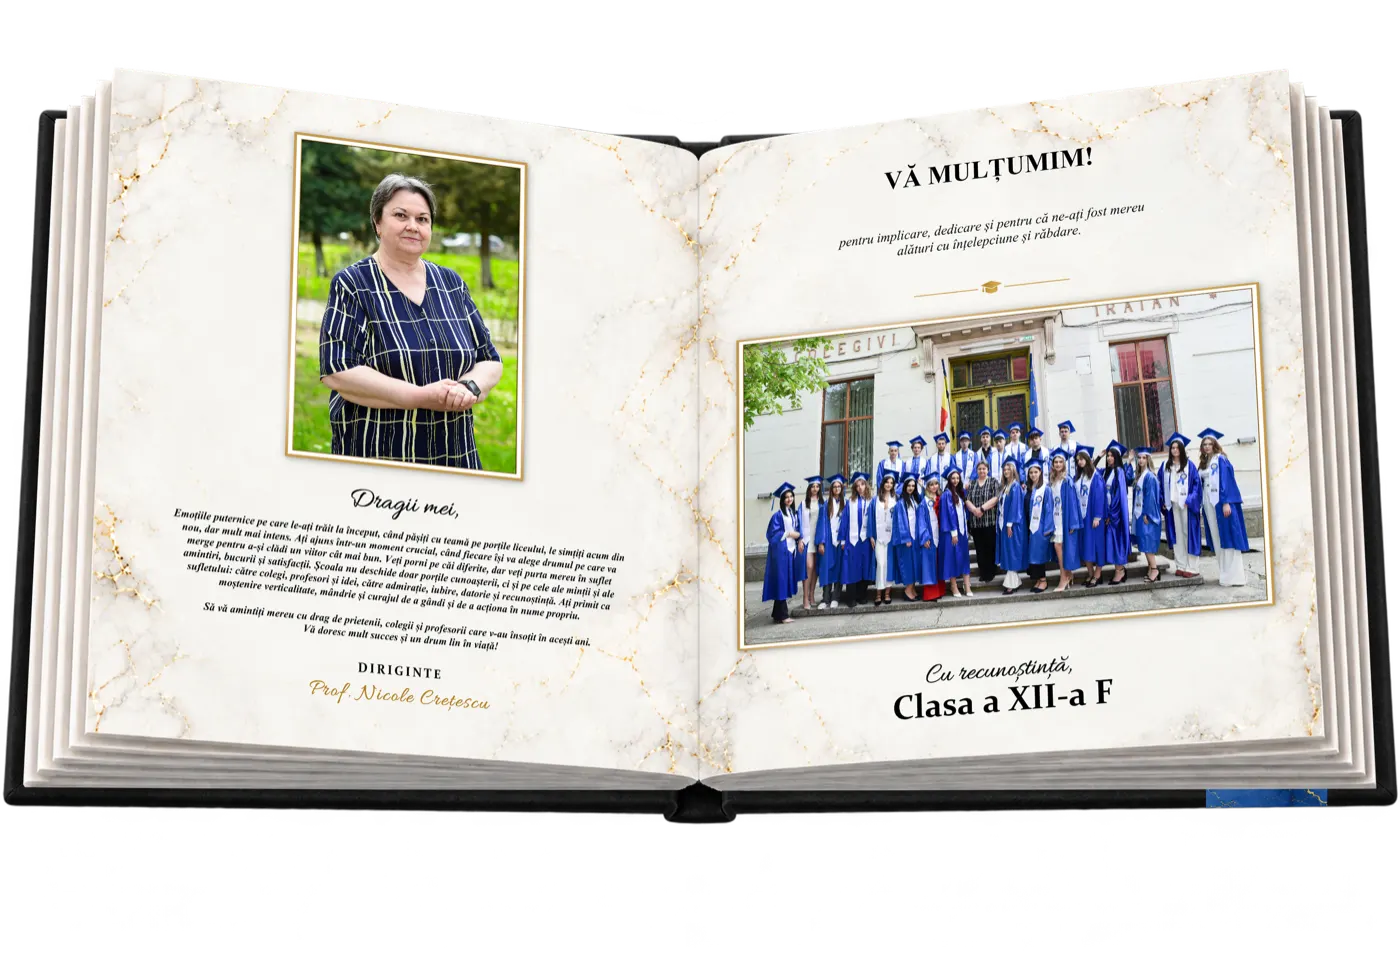 Dragii mei,
Emoțiile puternice pe care le-ați trăit la început, când pășiți cu teamă pe porțile liceului, le simțiți acum din
nou, dar mult mai intens. Ați ajuns într-un moment crucial, când fiecare își va alege drumul pe care va
merge pentru a-și clădi un viitor cât mai bun. Veți porni pe căi diferite, dar veți purta mereu în suflet
amintiri, bucurii și satisfacții. Școala nu deschide doar porțile cunoașterii, ci și pe cele ale minții și ale
sufletului: către colegi, profesori și idei, către admirație, iubire, datorie și recunoștință. Ați primit ca
moștenire verticalitate, mândrie și curajul de a gândi și de a acționa în nume propriu.
Să vă amintiți mereu cu drag de prietenii, colegii și profesorii care v-au însoțit în acești ani.
Vă doresc mult succes și un drum lin în viață!
DIRIGINTE
Prof. Nicole Crețescu
VĂ MULȚUMIM!
pentru implicare, dedicare și pentru că ne-ați fost mereu
alături cu înțelepciune și răbdare.
COLEGIVL TRAIAN
Cu recunoștință,
Clasa a XII-a F